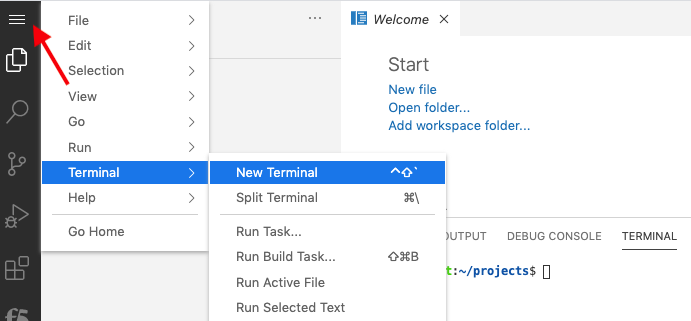 File
Edit
Selection
View
Go
Run
Terminal
Help
Go Home
New Terminal ^⇧`
Split Terminal ⌘\
Run Task...
Run Build Task... ⇧⌘B
Run Active File
Run Selected Text
Welcome
Start
New file
Open folder...
Add workspace folder...
OUTPUT DEBUG CONSOLE TERMINAL
t:~/projects$
f5